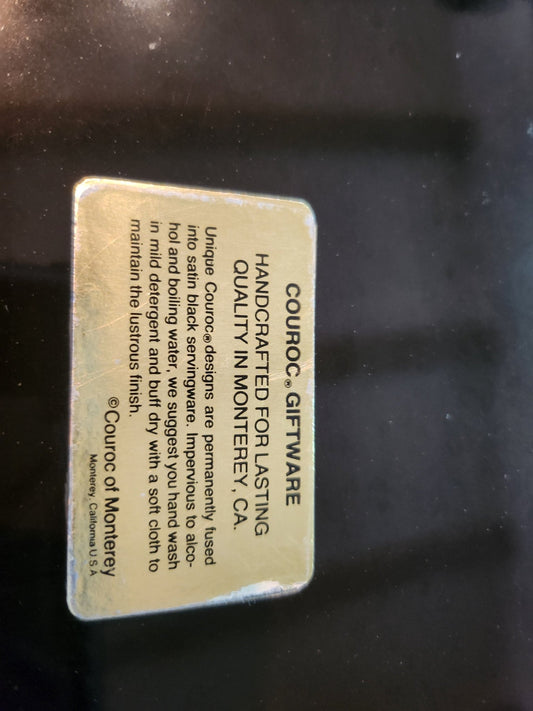 COUROC® GIFTWARE
HANDCRAFTED FOR LASTING
QUALITY IN MONTEREY, CA.
Unique Couroc® designs are permanently fused
into satin black servingware. Impervious to alco-
hol and boiling water, we suggest you hand wash
in mild detergent and buff dry with a soft cloth to
maintain the lustrous finish.
©Couroc of Monterey
Monterey, California U.S.A